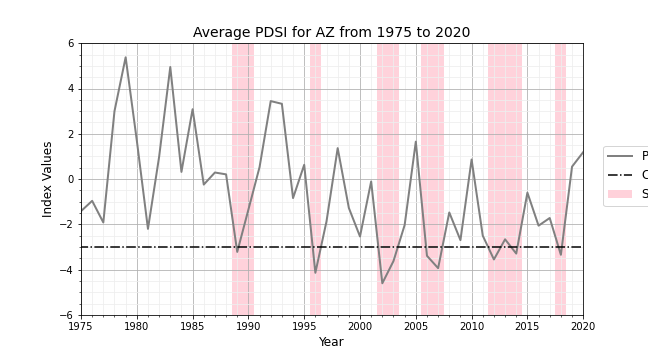 Average PDSI for AZ from 1975 to 2020
Index Values
6
4
2
0
−2
−4
−6
1975 1980 1985 1990 1995 2000 2005 2010 2015 2020
Year
P
C
S